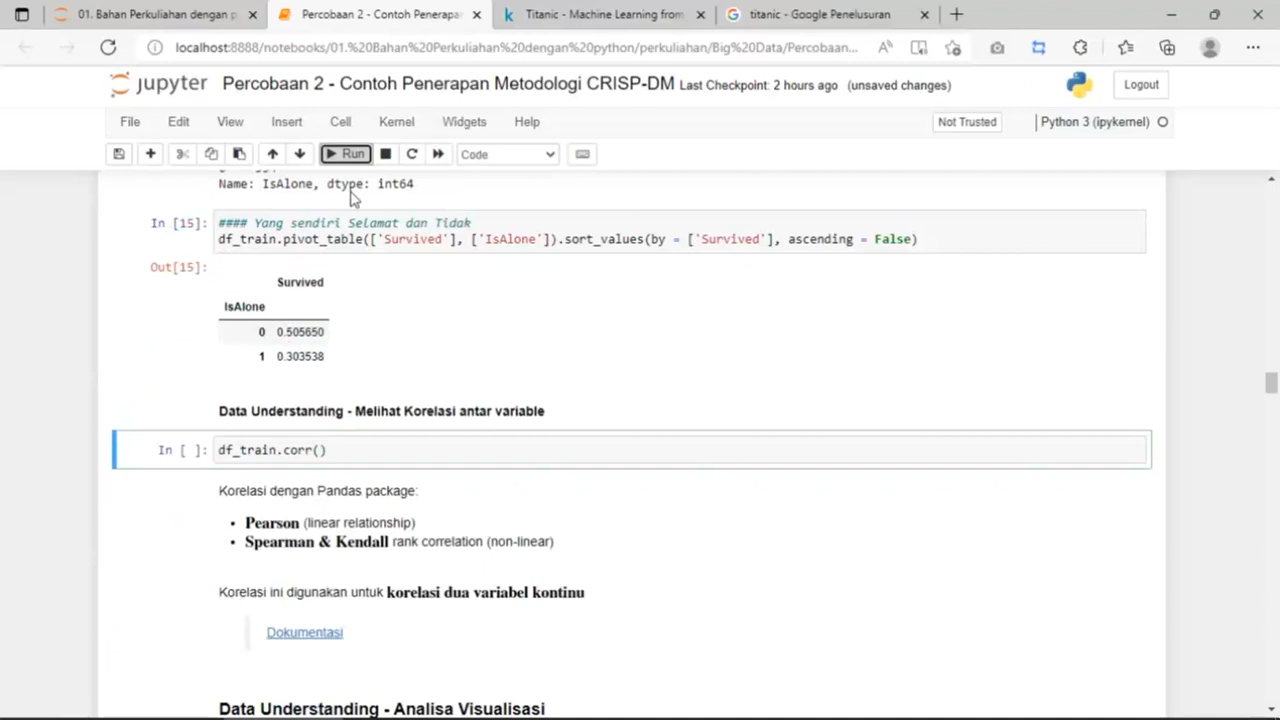 01. Bahan Perkuliahan dengan p
Percobaan 2 - Contoh Penerapa
Titanic - Machine Learning from
titanic - Google Penelusuran
localhost:8888/notebooks/01.%20Bahan%20Perkuliahan%20dengan%20python/perkuliahan/Big%20Data/Percobaan...
jupyter Percobaan 2 - Contoh Penerapan Metodologi CRISP-DM Last Checkpoint: 2 hours ago (unsaved changes)
Logout
File Edit View Insert Cell Kernel Widgets Help
Not Trusted
Python 3 (ipykernel)
Run
Code
Name: IsAlone, dtype: int64
In [15]: #### Yang sendiri Selamat dan Tidak
df_train.pivot_table(['Survived'], ['IsAlone']).sort_values(by = ['Survived'], ascending = False)
Out[15]:
Survived
IsAlone
0 0.505650
1 0.303538
Data Understanding - Melihat Korelasi antar variable
In [ ]: df_train.corr()
Korelasi dengan Pandas package:
• Pearson (linear relationship)
• Spearman & Kendall rank correlation (non-linear)
Korelasi ini digunakan untuk korelasi dua variabel kontinu
Dokumentasi
Data Understanding - Analisa Visualisasi